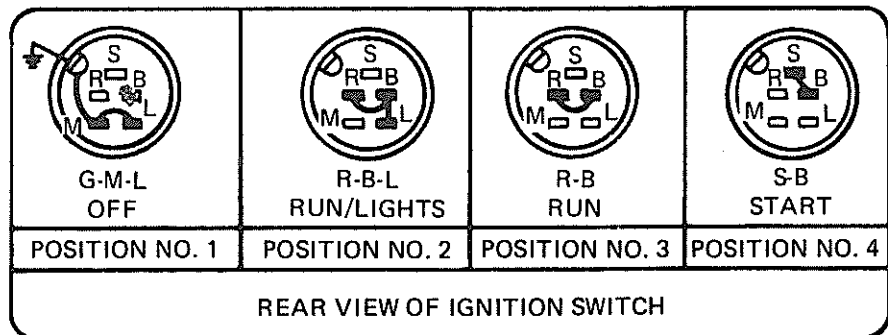 S
R B
M L
G-M-L
OFF
POSITION NO. 1
S
R B
M L
R-B-L
RUN/LIGHTS
POSITION NO. 2
S
R B
M L
R-B
RUN
POSITION NO. 3
S
R B
M L
S-B
START
POSITION NO. 4
REAR VIEW OF IGNITION SWITCH